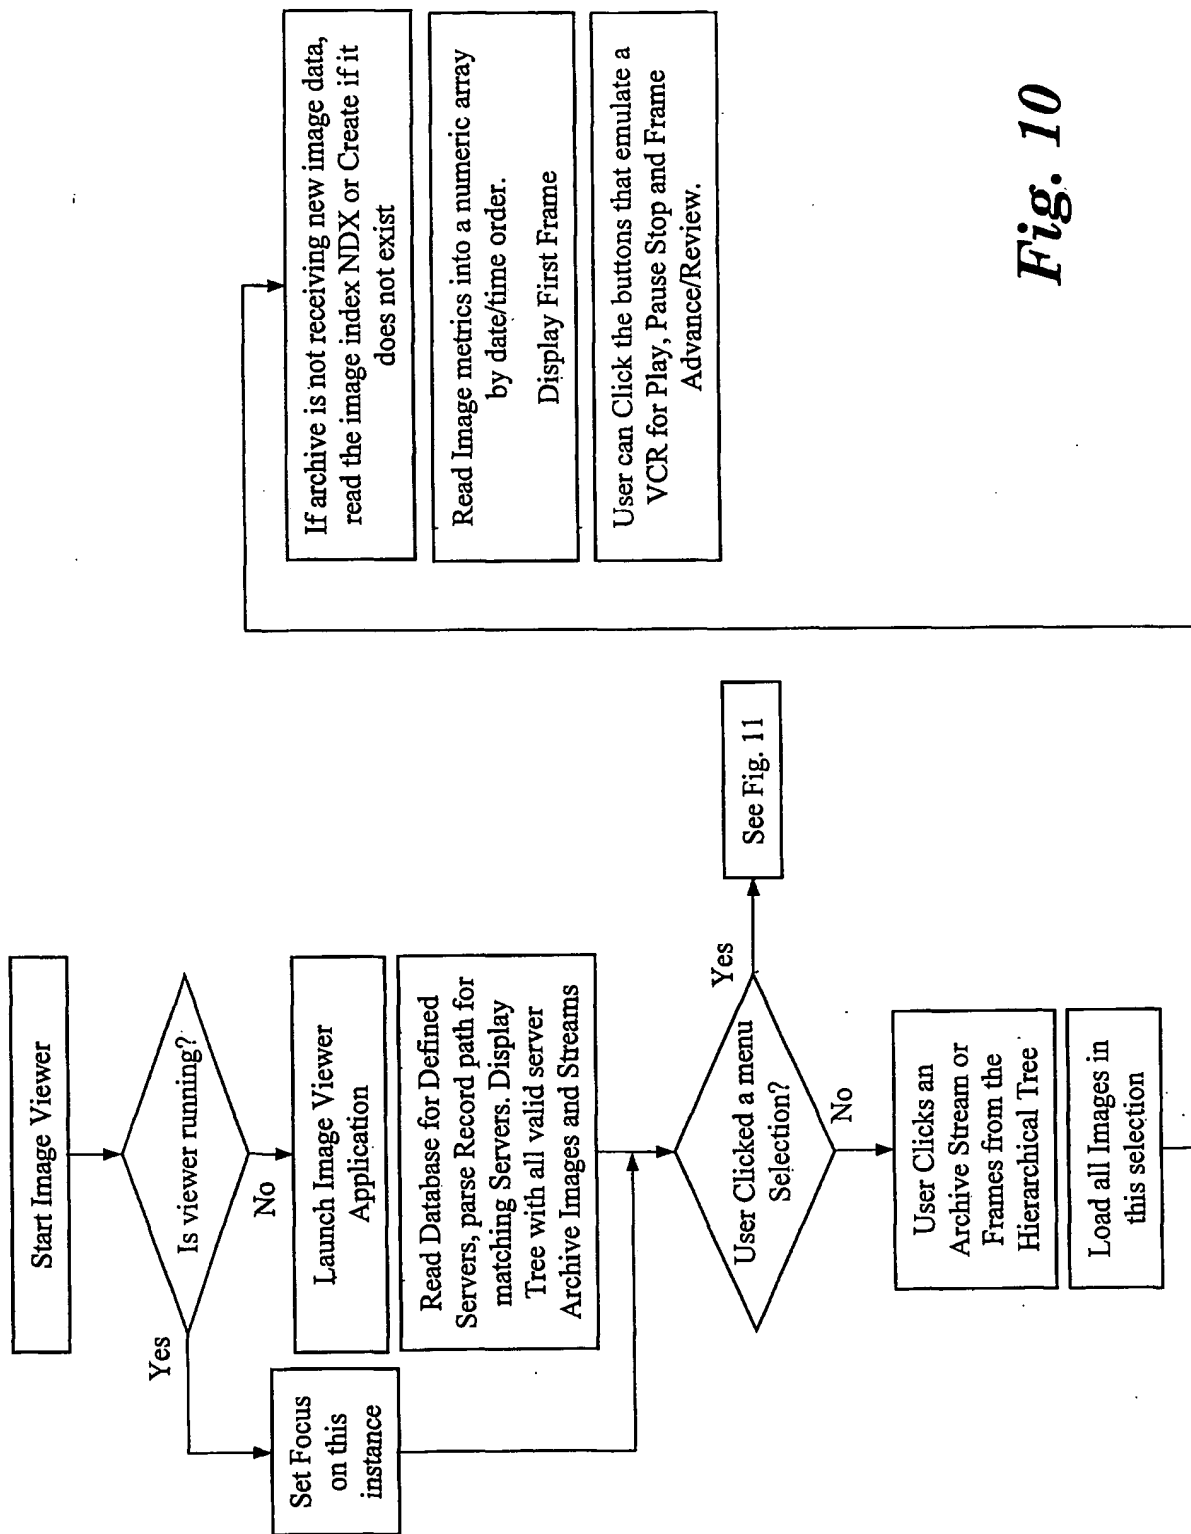 Start Image Viewer
Is viewer running?
Yes
No
Set Focus
on this
instance
Launch Image Viewer
Application
Read Database for Defined
Servers, parse Record path for
matching Servers. Display
Tree with all valid server
Archive Images and Streams
User Clicked a menu
Selection?
Yes
See Fig. 11
No
User Clicks an
Archive Stream or
Frames from the
Hierarchical Tree
Load all Images in
this selection
If archive is not receiving new image data,
read the image index NDX or Create if it
does not exist
Read Image metrics into a numeric array
by date/time order.
Display First Frame
User can Click the buttons that emulate a
VCR for Play, Pause Stop and Frame
Advance/Review.
Fig. 10